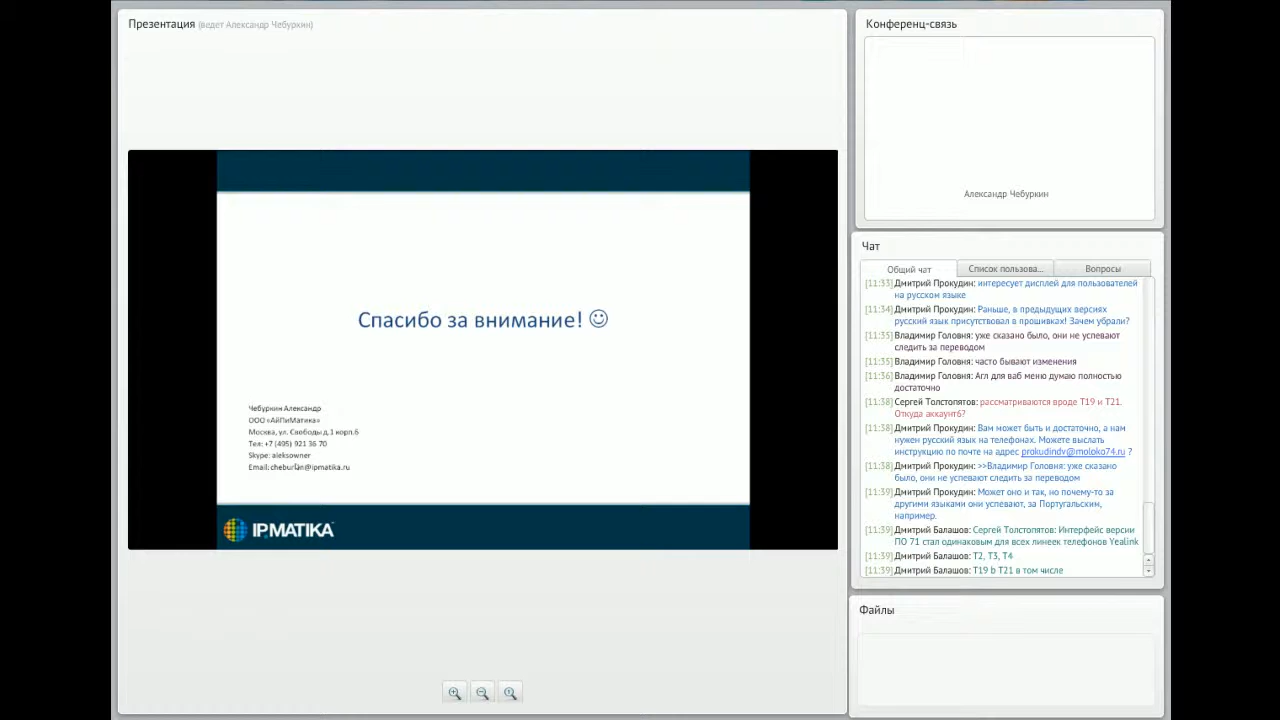 Презентация (ведет Александр Чебуркин)
Спасибо за внимание! ☺
Чебуркин Александр
ООО «АйПиМатика»
Москва, ул. Свободы д.1 корп.6
Тел: +7 (495) 921 36 70
Skype: aleksowner
Email: cheburkin@ipmatika.ru
IPMATIKA
Конференц-связь
Александр Чебуркин
Чат
Общий чат
Список пользова...
Вопросы
[11:33] Дмитрий Прокудин: интересует дисплей для пользователей
на русском языке
[11:34] Дмитрий Прокудин: Раньше, в предыдущих версиях
русский язык присутствовал в прошивках! Зачем убрали?
[11:35] Владимир Головня: уже сказано было, они не успевают
следить за переводом
[11:35] Владимир Головня: часто бывают изменения
[11:36] Владимир Головня: Агл для ваб меню думаю полностью
достаточно
[11:38] Сергей Толстопятов: рассматриваются вроде Т19 и Т21.
Откуда аккаунт6?
[11:38] Дмитрий Прокудин: Вам может быть и достаточно, а нам
нужен русский язык на телефонах. Можете выслать
инструкцию по почте на адрес prokudindv@moloko74.ru ?
[11:38] Дмитрий Прокудин: >>Владимир Головня: уже сказано
было, они не успевают следить за переводом
[11:39] Дмитрий Прокудин: Может оно и так, но почему-то за
другими языками они успевают, за Португальским,
например.
[11:39] Дмитрий Балашов: Сергей Толстопятов: Интерфейс версии
ПО 71 стал одинаковым для всех линеек телефонов Yealink
[11:39] Дмитрий Балашов: Т2, Т3, Т4
[11:39] Дмитрий Балашов: Т19 b Т21 в том числе
Файлы